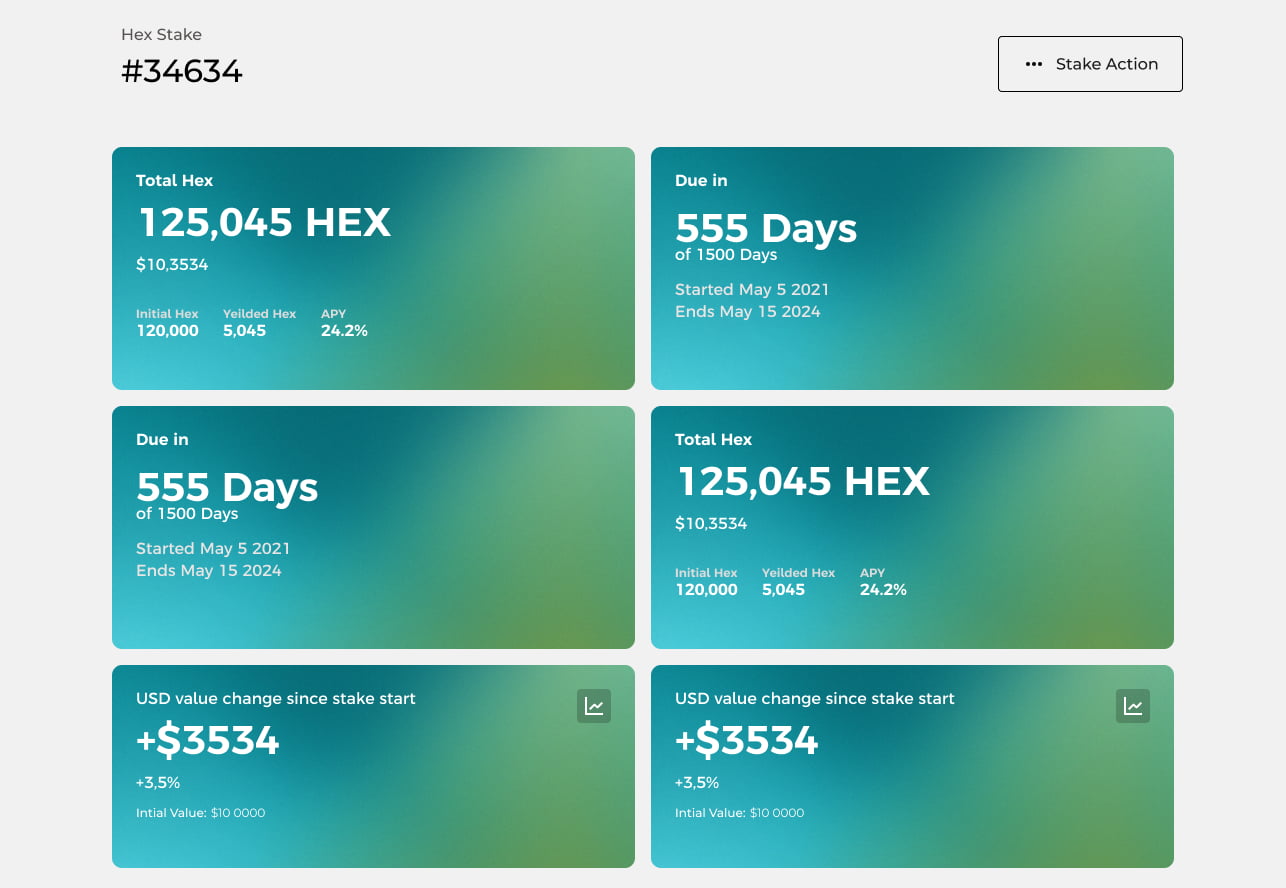 Hex Stake
#34634
••• Stake Action
Total Hex
125,045 HEX
$10,3534
Initial Hex Yeilded Hex APY
120,000 5,045 24.2%
Due in
555 Days
of 1500 Days
Started May 5 2021
Ends May 15 2024
Due in
555 Days
of 1500 Days
Started May 5 2021
Ends May 15 2024
Total Hex
125,045 HEX
$10,3534
Initial Hex Yeilded Hex APY
120,000 5,045 24.2%
USD value change since stake start
+$3534
+3,5%
Intial Value: $10 0000
USD value change since stake start
+$3534
+3,5%
Intial Value: $10 0000